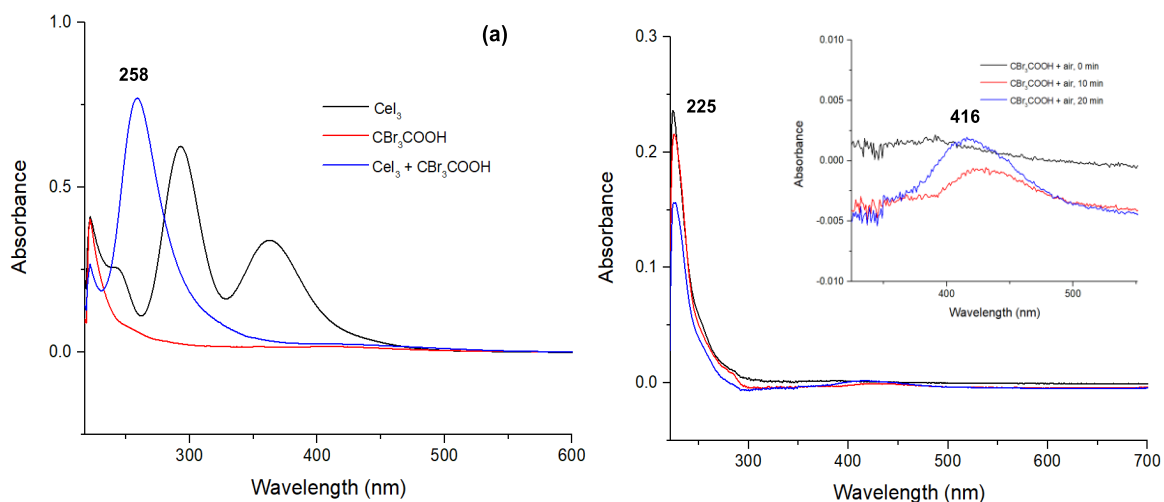 1.0
(a)
258
CeI₃
CBr₃COOH
CeI₃ + CBr₃COOH
0.5
0.0
Absorbance
300
400
500
600
Wavelength (nm)
0.3
225
0.2
0.1
0.0
Absorbance
300
400
500
600
700
Wavelength (nm)
0.010
CBr₃COOH + air, 0 min
CBr₃COOH + air, 10 min
CBr₃COOH + air, 20 min
0.005
416
0.000
-0.005
-0.010
Absorbance
400
500
Wavelength (nm)